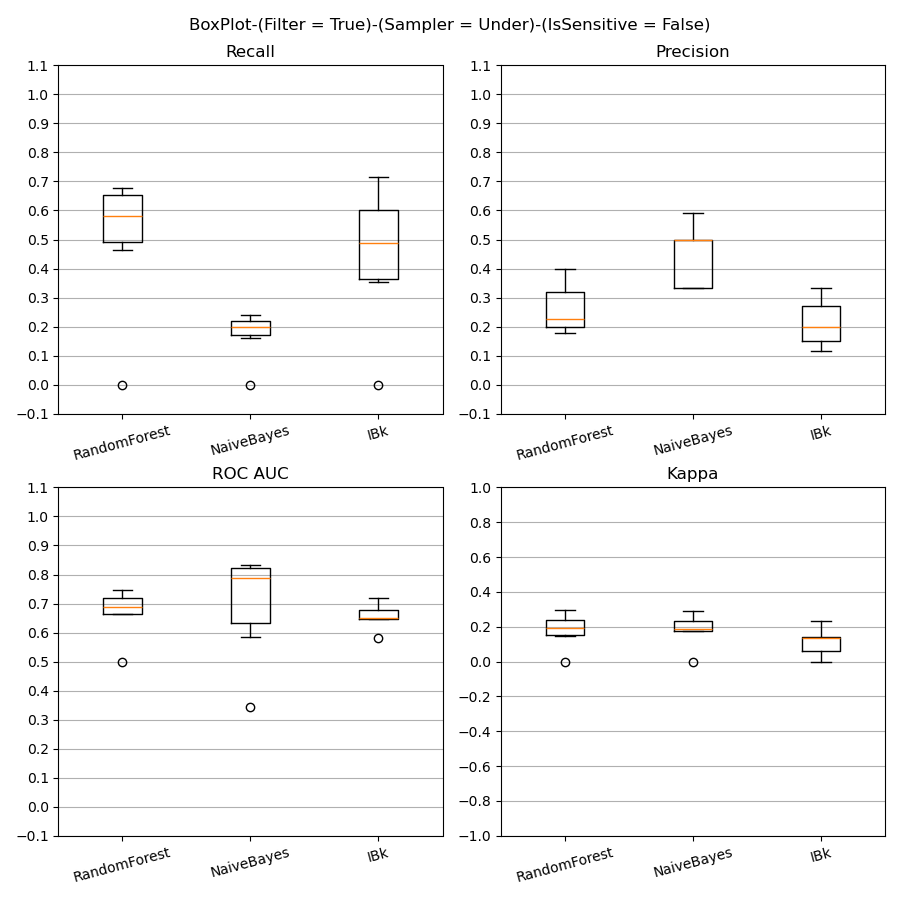 BoxPlot-(Filter = True)-(Sampler = Under)-(IsSensitive = False)
Recall
1.1
1.0
0.9
0.8
0.7
0.6
0.5
0.4
0.3
0.2
0.1
0.0
−0.1
RandomForest
NaiveBayes
IBk
Precision
1.1
1.0
0.9
0.8
0.7
0.6
0.5
0.4
0.3
0.2
0.1
0.0
−0.1
RandomForest
NaiveBayes
IBk
ROC AUC
1.1
1.0
0.9
0.8
0.7
0.6
0.5
0.4
0.3
0.2
0.1
0.0
−0.1
RandomForest
NaiveBayes
IBk
Kappa
1.0
0.8
0.6
0.4
0.2
0.0
−0.2
−0.4
−0.6
−0.8
−1.0
RandomForest
NaiveBayes
IBk